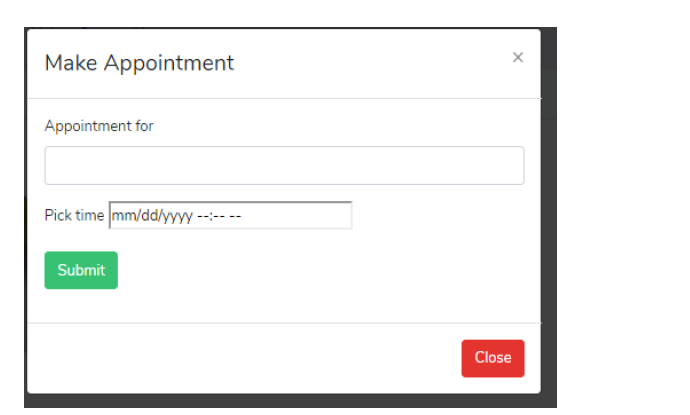 Make Appointment ×
Appointment for
Pick time mm/dd/yyyy --:-- --
Submit
Close